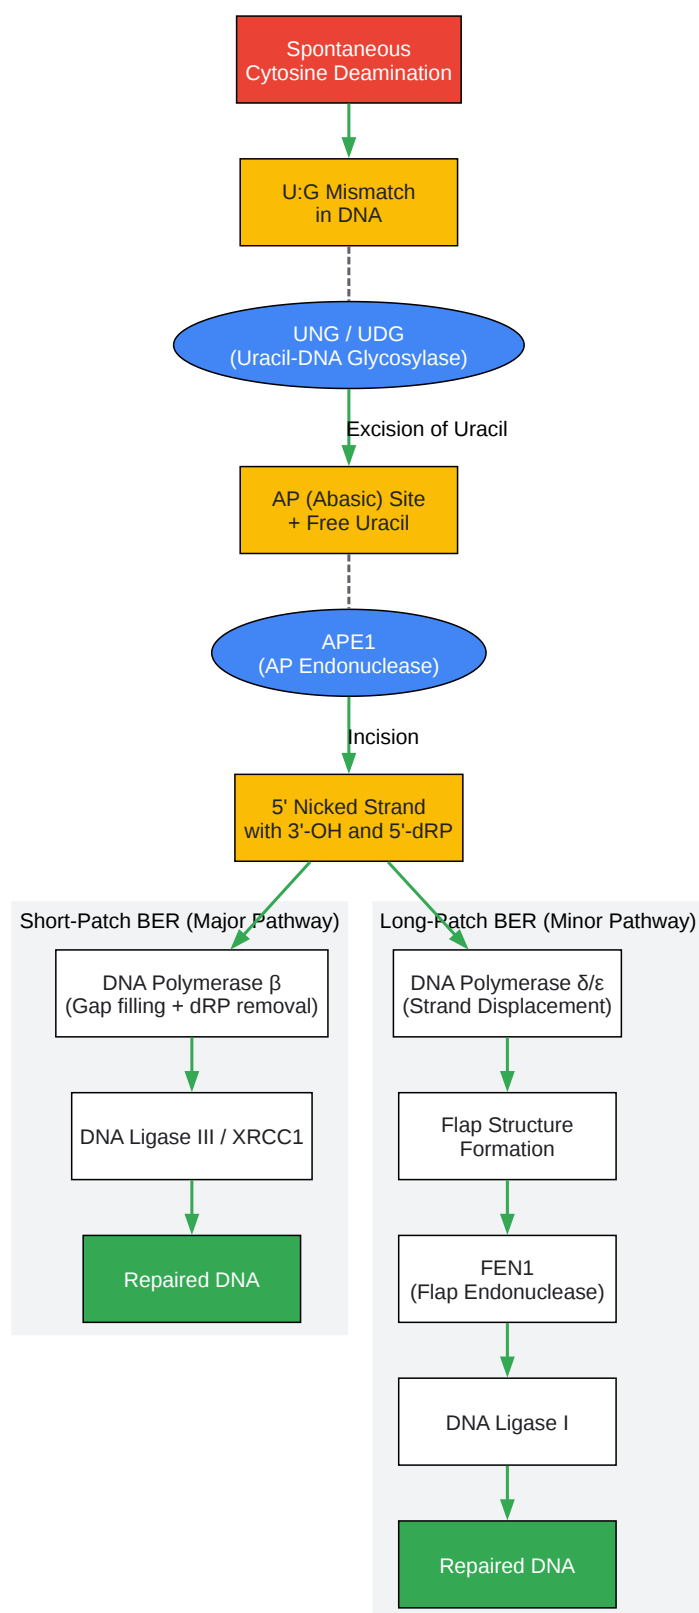 Spontaneous
Cytosine Deamination
U:G Mismatch
in DNA
UNG / UDG
(Uracil-DNA Glycosylase)
Excision of Uracil
AP (Abasic) Site
+ Free Uracil
APE1
(AP Endonuclease)
Incision
5' Nicked Strand
with 3'-OH and 5'-dRP
Short-Patch BER (Major Pathway)
DNA Polymerase β
(Gap filling + dRP removal)
DNA Ligase III / XRCC1
Repaired DNA
Long-Patch BER (Minor Pathway)
DNA Polymerase δ/ε
(Strand Displacement)
Flap Structure
Formation
FEN1
(Flap Endonuclease)
DNA Ligase I
Repaired DNA